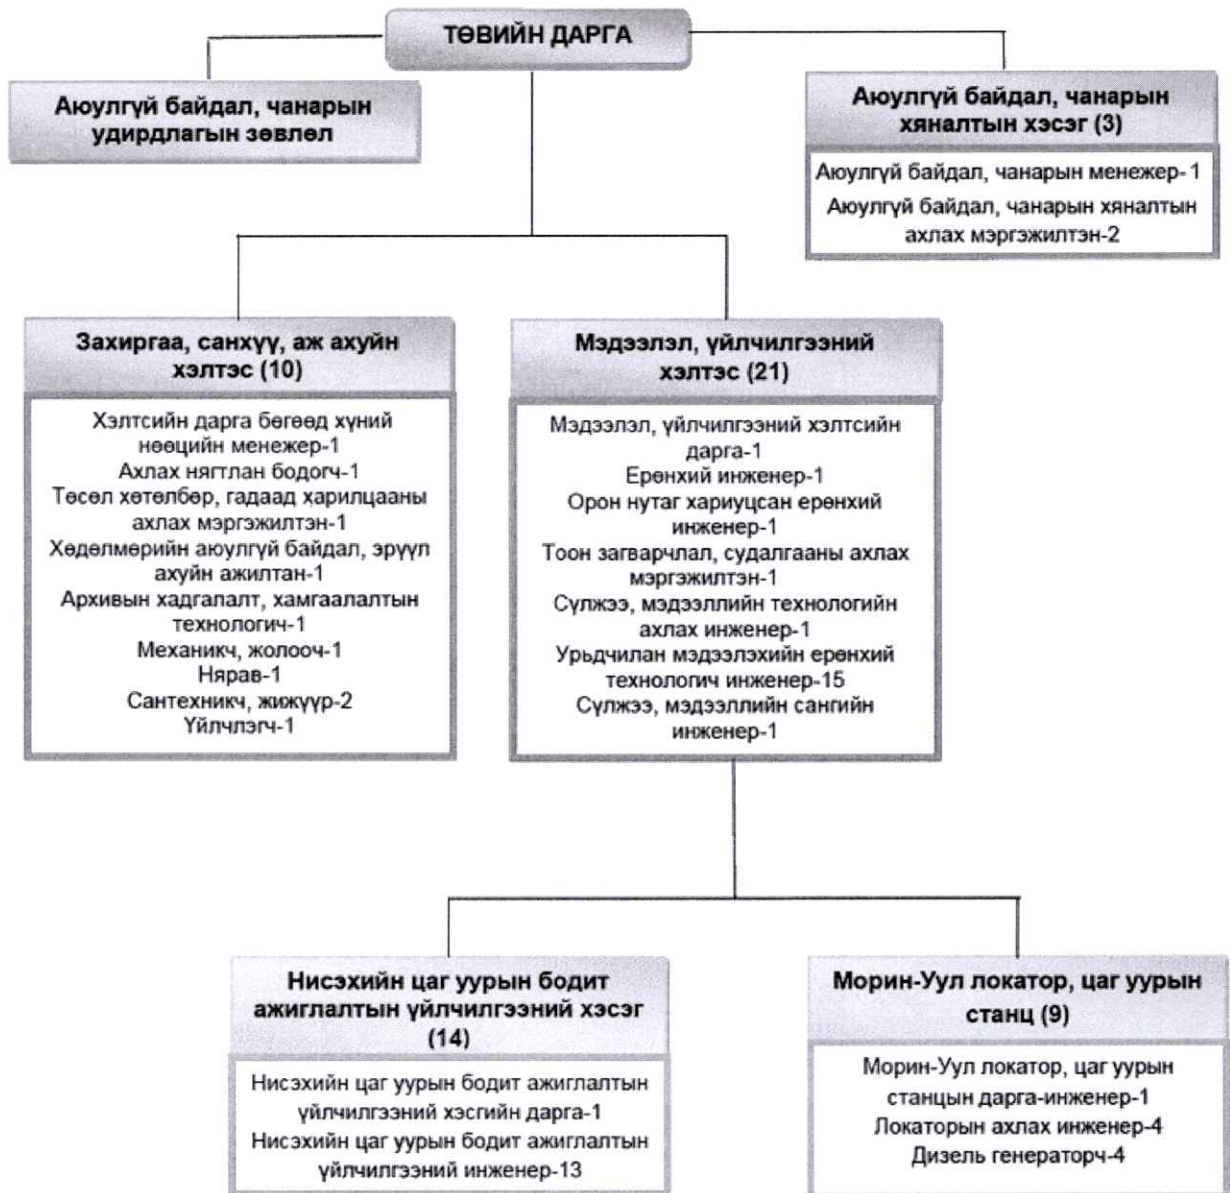 ТӨВИЙН ДАРГА
Аюулгүй байдал, чанарын
удирдлагын зөвлөл
Аюулгүй байдал, чанарын
хяналтын хэсэг (3)
Аюулгүй байдал, чанарын менежер- 1
Аюулгүй байдал, чанарын хяналтын
ахлах мэргэжилтэн-2
Захиргаа, санхүү, аж ахуйн
хэлтэс (10)
Хэлтсийн дарга бөгөөд хүний
нөөцийн менежер-1
Ахлах нягтлан бодогч-1
Төсөл хөтөлбөр, гадаад харилцааны
ахлах мэргэжилтэн-1
Хөдөлмөрийн аюулгүй байдал, эрүүл
ахуйн ажилтан-1
Архивын хадгалалт, хамгаалалтын
технологич-1
Механикч, жолооч-1
Нярав-1
Сантехникч, жижүүр-2
Үйлчлэгч-1
Мэдээлэл, үйлчилгээний
хэлтэс (21)
Мэдээлэл, үйлчилгээний хэлтсийн
дарга-1
Ерөнхий инженер-1
Орон нутаг хариуцсан ерөнхий
инженер-1
Тоон загварчлал, судалгааны ахлах
мэргэжилтэн-1
Сүлжээ, мэдээллийн технологийн
ахлах инженер-1
Урьдчилан мэдээлэхийн ерөнхий
технологич инженер-15
Сүлжээ, мэдээллийн сангийн
инженер-1
Нисэхийн цаг уурын бодит
ажиглалтын үйлчилгээний хэсэг
(14)
Нисэхийн цаг уурын бодит ажиглалтын
үйлчилгээний хэсгийн дарга-1
Нисэхийн цаг уурын бодит ажиглалтын
үйлчилгээний инженер-13
Морин-Уул локатор, цаг уурын
станц (9)
Морин-Уул локатор, цаг уурын
станцын дарга-инженер-1
Локаторын ахлах инженер-4
Дизель генераторч-4